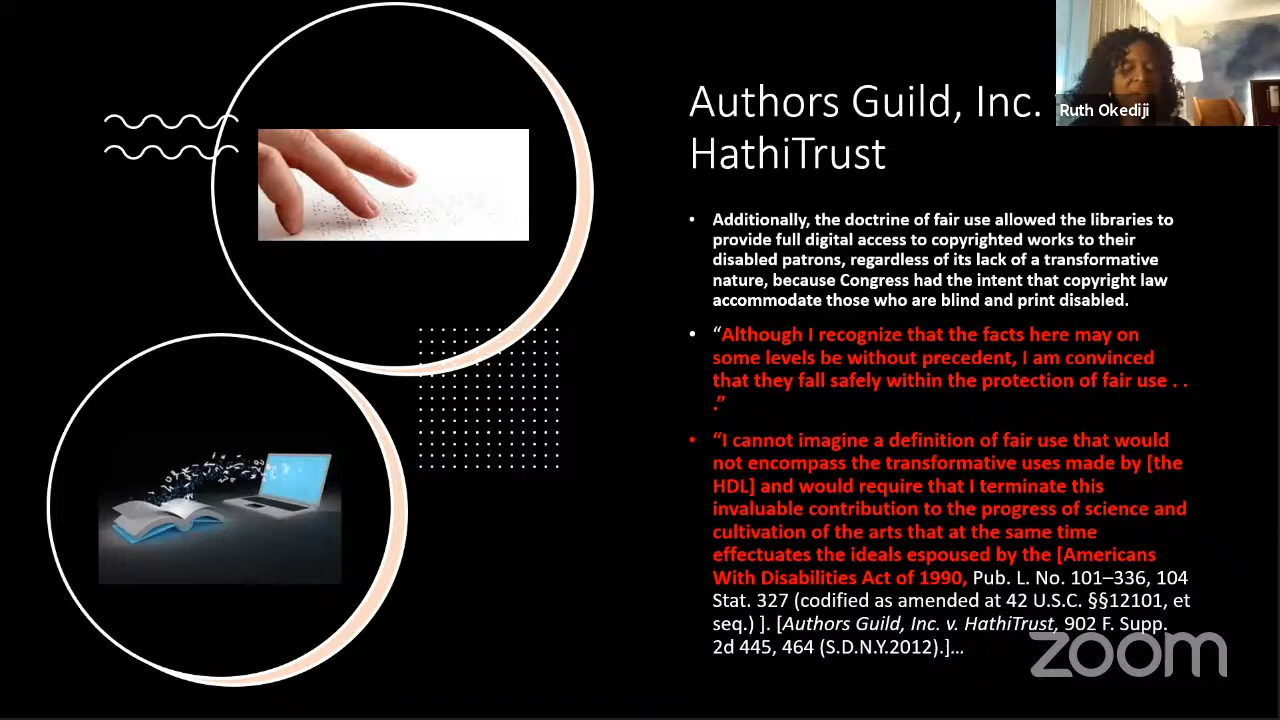 Ruth Okediji
Authors Guild, Inc.
HathiTrust
• Additionally, the doctrine of fair use allowed the libraries to
provide full digital access to copyrighted works to their
disabled patrons, regardless of its lack of a transformative
nature, because Congress had the intent that copyright law
accommodate those who are blind and print disabled.
• “Although I recognize that the facts here may on
some levels be without precedent, I am convinced
that they fall safely within the protection of fair use . .
.”
• “I cannot imagine a definition of fair use that would
not encompass the transformative uses made by [the
HDL] and would require that I terminate this
invaluable contribution to the progress of science and
cultivation of the arts that at the same time
effectuates the ideals espoused by the [Americans
With Disabilities Act of 1990, Pub. L. No. 101–336, 104
Stat. 327 (codified as amended at 42 U.S.C. §§12101, et
seq.) ]. [Authors Guild, Inc. v. HathiTrust, 902 F. Supp.
2d 445, 464 (S.D.N.Y.2012).]…
zoom